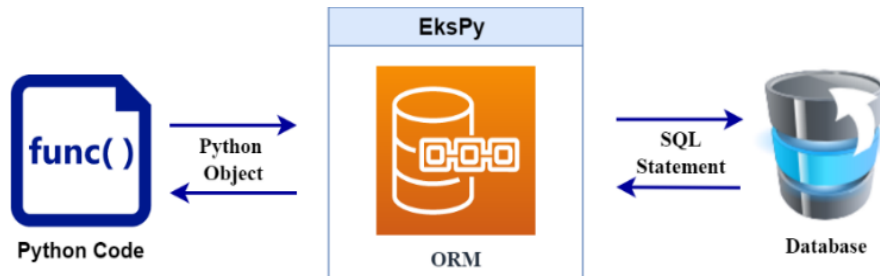 EksPy
func( )
Python
Object
SQL
Statement
Python Code
ORM
Database